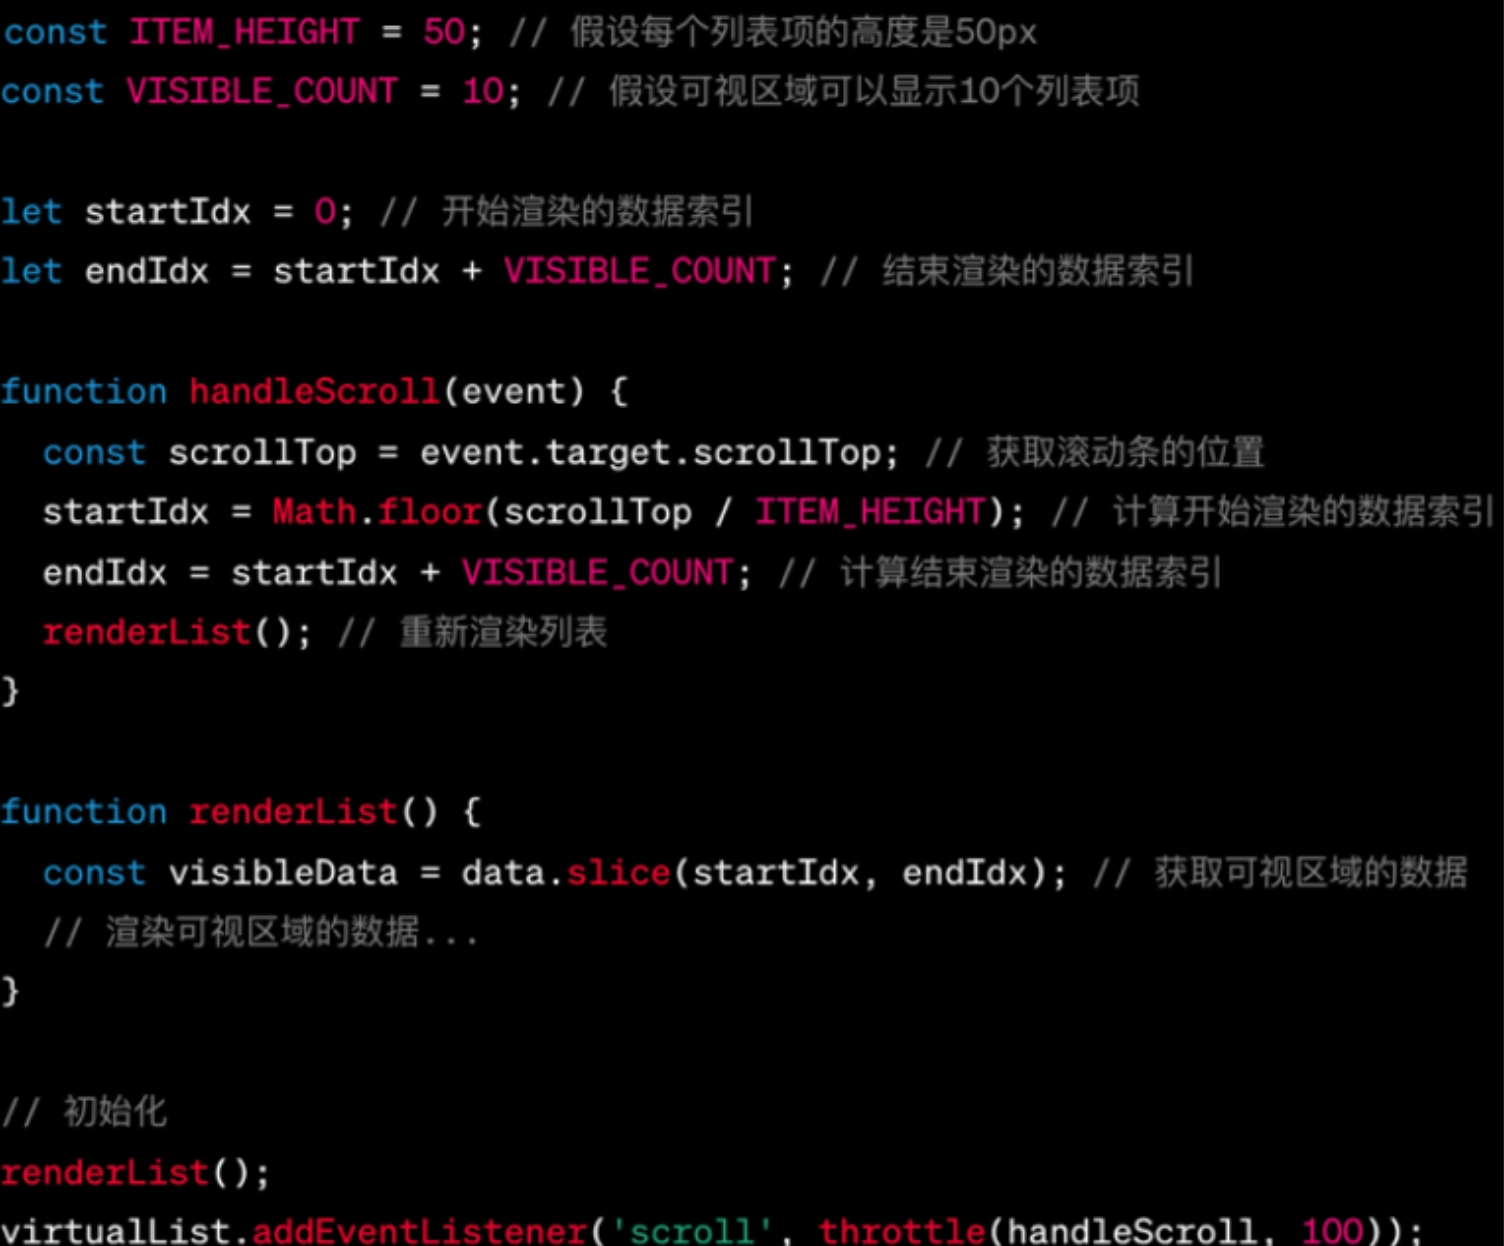 const ITEM_HEIGHT = 50; // 假设每个列表项的高度是50px
const VISIBLE_COUNT = 10; // 假设可视区域可以显示10个列表项
let startIdx = 0; // 开始渲染的数据索引
let endIdx = startIdx + VISIBLE_COUNT; // 结束渲染的数据索引
function handleScroll(event) {
  const scrollTop = event.target.scrollTop; // 获取滚动条的位置
  startIdx = Math.floor(scrollTop / ITEM_HEIGHT); // 计算开始渲染的数据索引
  endIdx = startIdx + VISIBLE_COUNT; // 计算结束渲染的数据索引
  renderList(); // 重新渲染列表
}
function renderList() {
  const visibleData = data.slice(startIdx, endIdx); // 获取可视区域的数据
  // 渲染可视区域的数据...
}
// 初始化
renderList();
virtualList.addEventListener('scroll', throttle(handleScroll, 100));